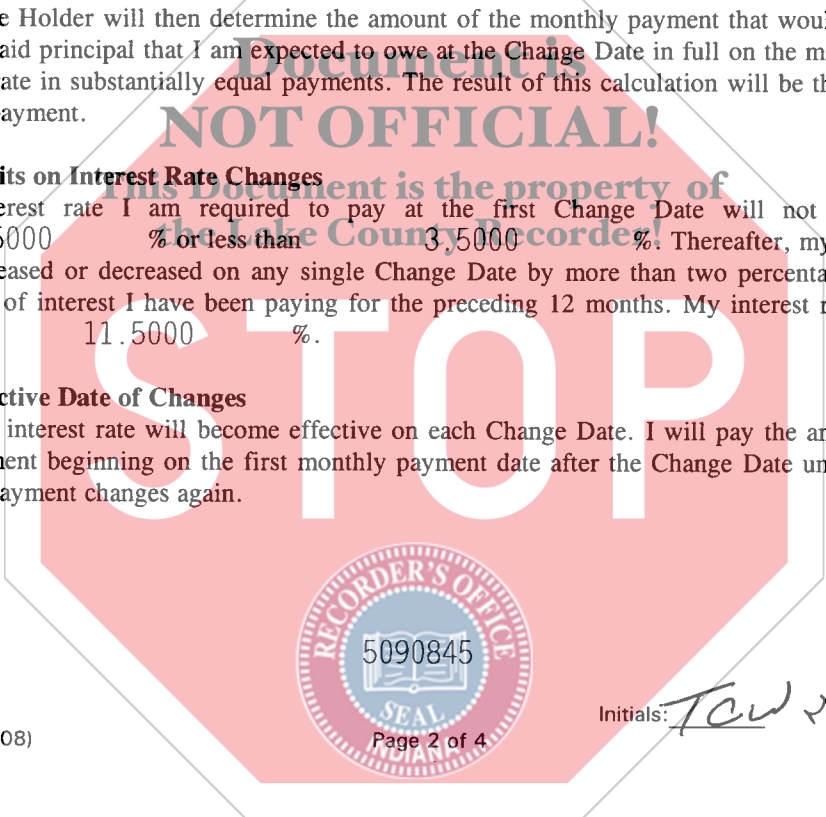 e Holder will then determine the amount of the monthly payment that woul
aid principal that I am expected to owe at the Change Date in full on the m
ate in substantially equal payments. The result of this calculation will be th
ayment.
Document is
NOT OFFICIAL!
This Document is the property of
the Lake County Recorder!
its on Interest Rate Changes
erest rate I am required to pay at the first Change Date will not
5000 % or less than 3.5000 %. Thereafter, my
eased or decreased on any single Change Date by more than two percenta
of interest I have been paying for the preceding 12 months. My interest r
11.5000 %.
STOP
ctive Date of Changes
interest rate will become effective on each Change Date. I will pay the a
ent beginning on the first monthly payment date after the Change Date un
ayment changes again.
RECORDER'S OFFICE
5090845
SEAL
INDIANA
Initials: TCW
08)
Page 2 of 4